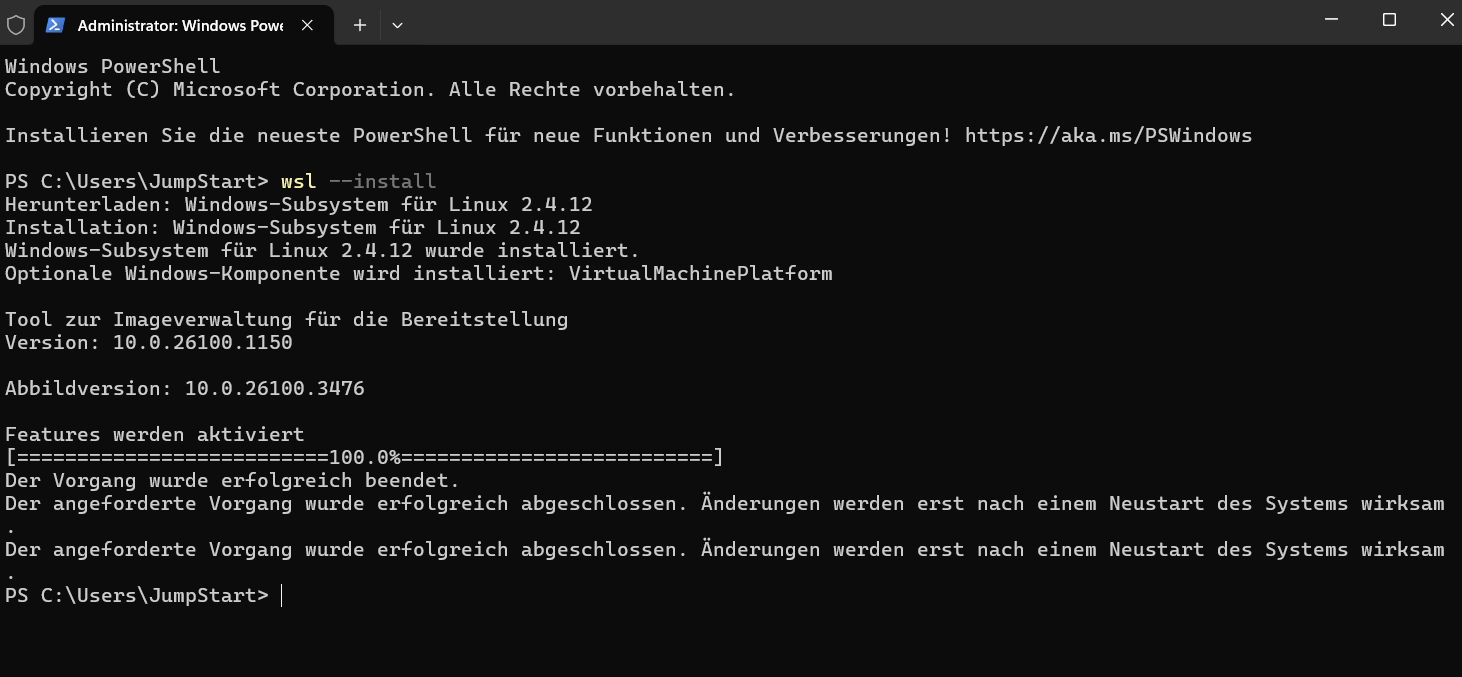 Administrator: Windows Powe
Windows PowerShell
Copyright (C) Microsoft Corporation. Alle Rechte vorbehalten.
Installieren Sie die neueste PowerShell für neue Funktionen und Verbesserungen! https://aka.ms/PSWindows
PS C:\Users\JumpStart> wsl --install
Herunterladen: Windows-Subsystem für Linux 2.4.12
Installation: Windows-Subsystem für Linux 2.4.12
Windows-Subsystem für Linux 2.4.12 wurde installiert.
Optionale Windows-Komponente wird installiert: VirtualMachinePlatform
Tool zur Imageverwaltung für die Bereitstellung
Version: 10.0.26100.1150
Abbildversion: 10.0.26100.3476
Features werden aktiviert
[==========================100.0%==========================]
Der Vorgang wurde erfolgreich beendet.
Der angeforderte Vorgang wurde erfolgreich abgeschlossen. Änderungen werden erst nach einem Neustart des Systems wirksam
.
Der angeforderte Vorgang wurde erfolgreich abgeschlossen. Änderungen werden erst nach einem Neustart des Systems wirksam
.
PS C:\Users\JumpStart>